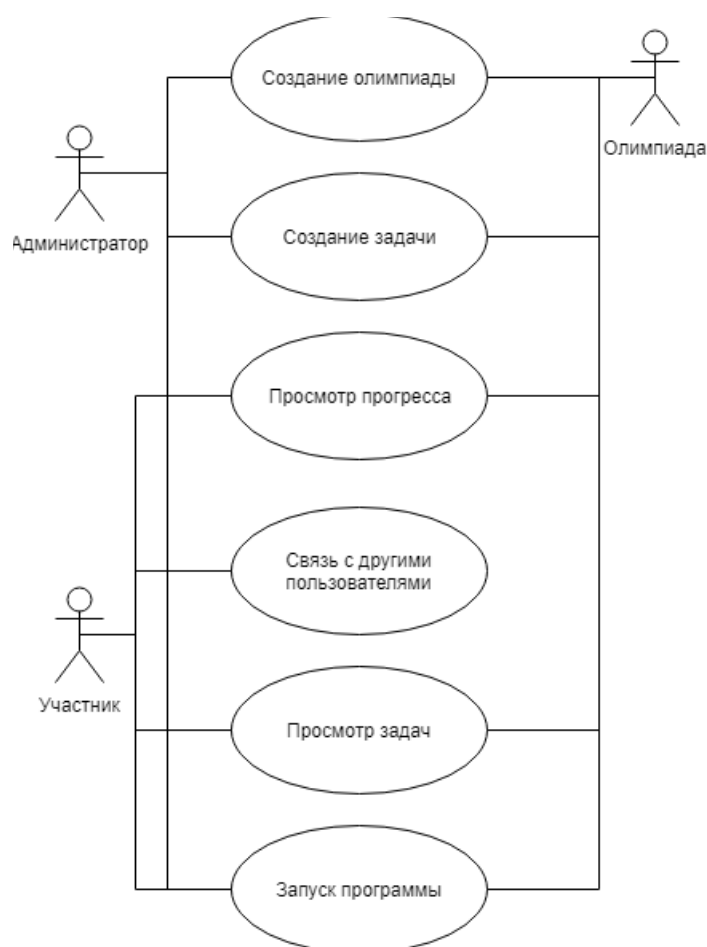 Создание олимпиады
Олимпиада
Администратор
Создание задачи
Просмотр прогресса
Связь с другими
пользователями
Участник
Просмотр задач
Запуск программы